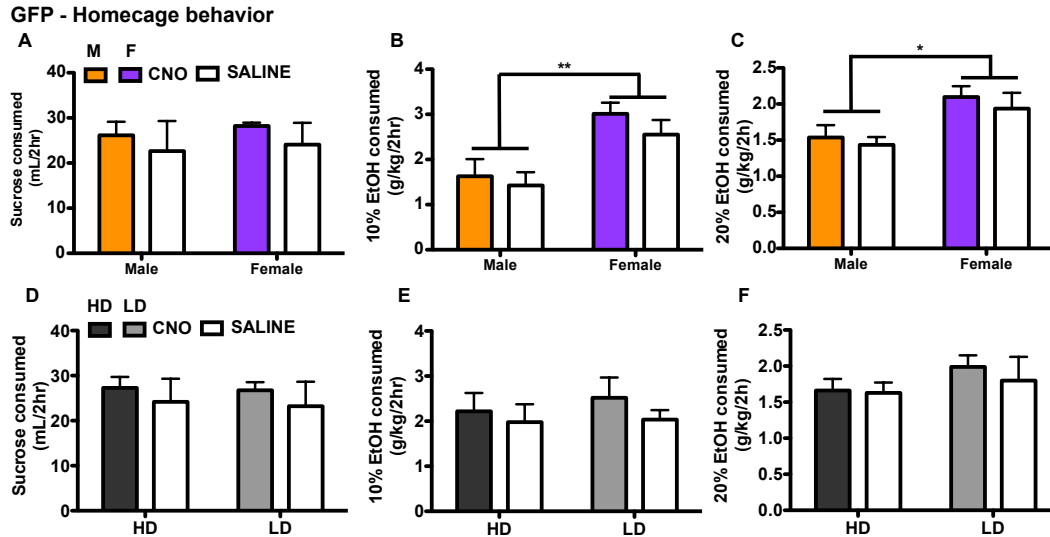 GFP - Homecage behavior
A
M F
CNO SALINE
Sucrose consumed
(mL/2hr)
40
30
20
10
0
Male Female
B
**
10% EtOH consumed
(g/kg/2hr)
4
3
2
1
0
Male Female
C
*
20% EtOH consumed
(g/kg/2h)
2.5
2.0
1.5
1.0
0.5
0.0
Male Female
D
HD LD
CNO SALINE
Sucrose consumed
(mL/2hr)
40
30
20
10
0
HD LD
E
10% EtOH consumed
(g/kg/2hr)
4
3
2
1
0
HD LD
F
20% EtOH consumed
(g/kg/2h)
2.5
2.0
1.5
1.0
0.5
0.0
HD LD